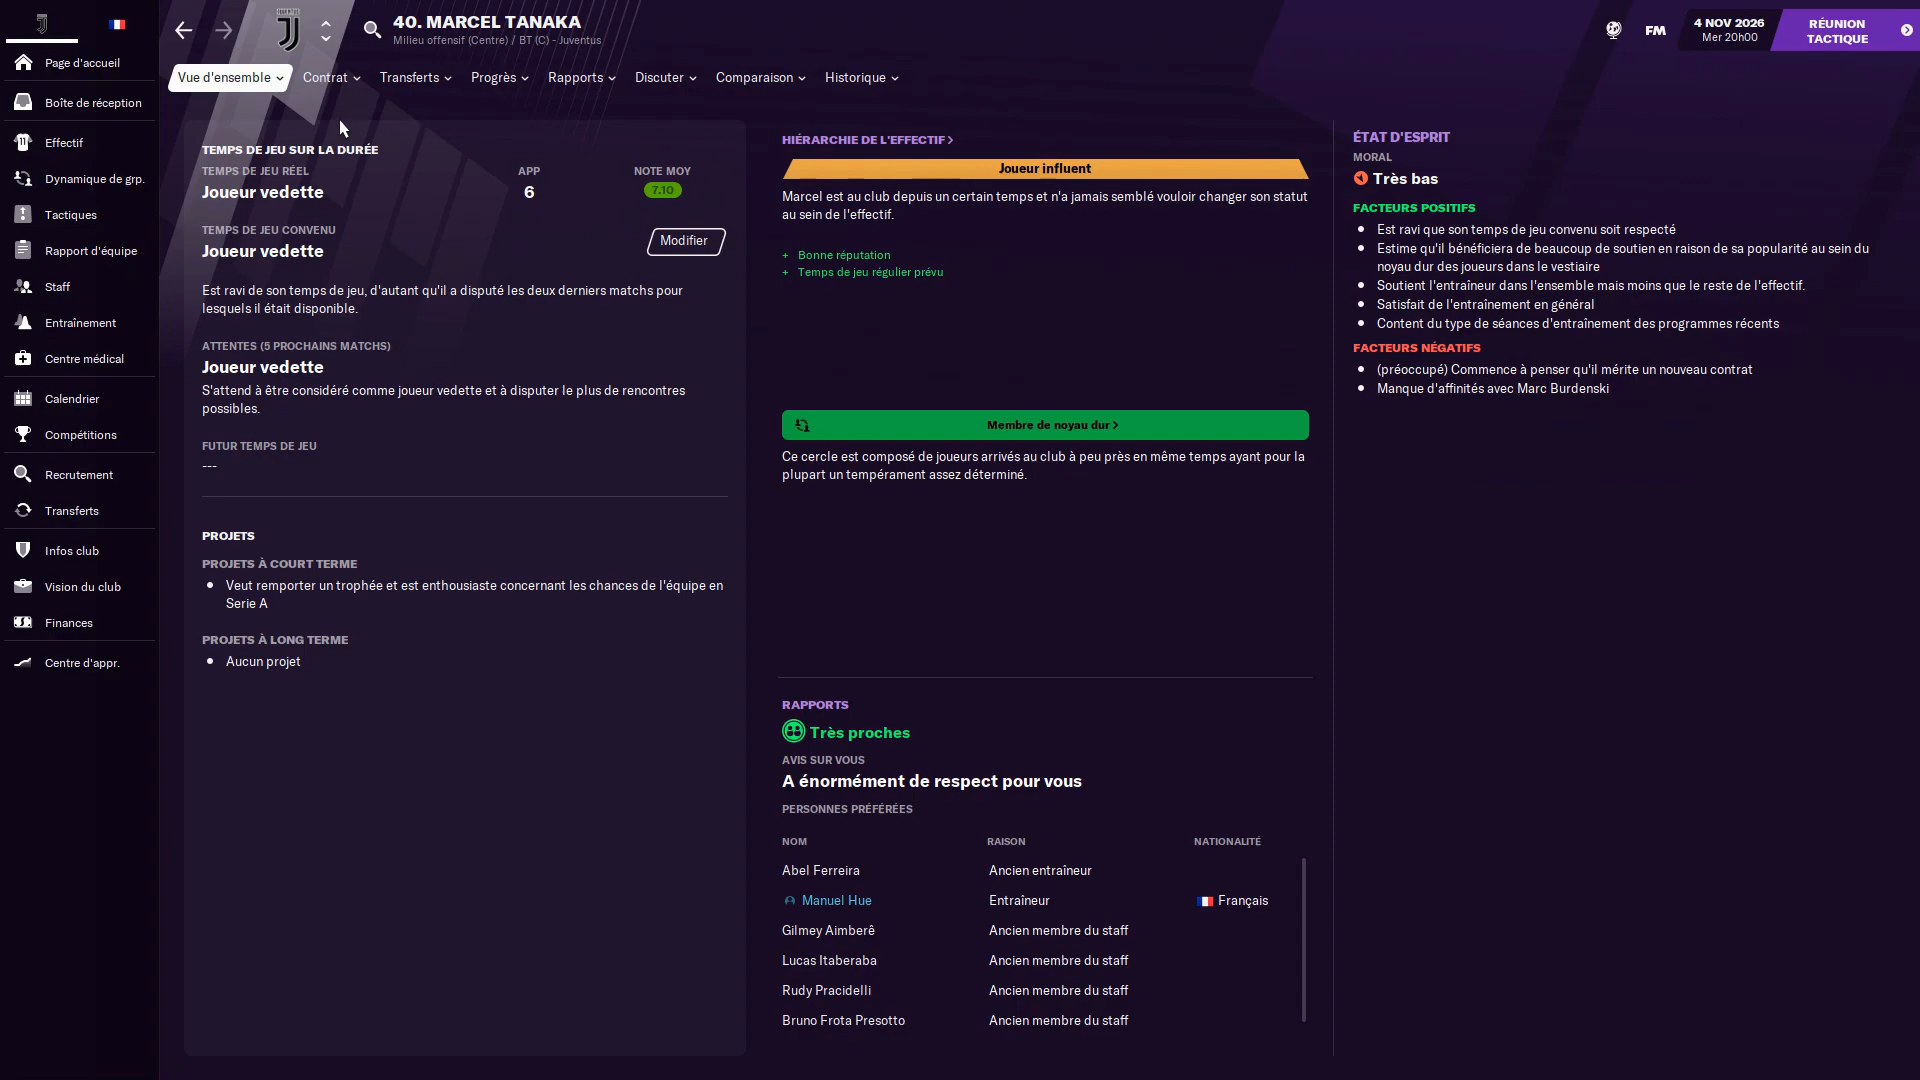 40. MARCEL TANAKA
Milieu offensif (Centre) / BT (C) - Juventus
FM
4 NOV 2026
Mer 20h00
RÉUNION
TACTIQUE
Vue d'ensemble
Contrat
Transferts
Progrès
Rapports
Discuter
Comparaison
Historique
Page d'accueil
Boîte de réception
Effectif
Dynamique de grp.
Tactiques
Rapport d'équipe
Staff
Entraînement
Centre médical
Calendrier
Compétitions
Recrutement
Transferts
Infos club
Vision du club
Finances
Centre d'appr.
TEMPS DE JEU SUR LA DURÉE
TEMPS DE JEU RÉEL APP NOTE MOY
Joueur vedette 6 7.10
TEMPS DE JEU CONVENU
Joueur vedette
Modifier
Est ravi de son temps de jeu, d'autant qu'il a disputé les deux derniers matchs pour
lesquels il était disponible.
ATTENTES (5 PROCHAINS MATCHS)
Joueur vedette
S'attend à être considéré comme joueur vedette et à disputer le plus de rencontres
possibles.
FUTUR TEMPS DE JEU
---
PROJETS
PROJETS À COURT TERME
Veut remporter un trophée et est enthousiaste concernant les chances de l'équipe en
Serie A
PROJETS À LONG TERME
Aucun projet
HIÉRARCHIE DE L'EFFECTIF >
Joueur influent
Marcel est au club depuis un certain temps et n'a jamais semblé vouloir changer son statut
au sein de l'effectif.
+ Bonne réputation
+ Temps de jeu régulier prévu
Membre de noyau dur >
Ce cercle est composé de joueurs arrivés au club à peu près en même temps ayant pour la
plupart un tempérament assez déterminé.
RAPPORTS
Très proches
AVIS SUR VOUS
A énormément de respect pour vous
PERSONNES PRÉFÉRÉES
NOM RAISON NATIONALITÉ
Abel Ferreira Ancien entraîneur
Manuel Hue Entraîneur Français
Gilmey Aimberê Ancien membre du staff
Lucas Itaberaba Ancien membre du staff
Rudy Pracidelli Ancien membre du staff
Bruno Frota Presotto Ancien membre du staff
ÉTAT D'ESPRIT
MORAL
Très bas
FACTEURS POSITIFS
Est ravi que son temps de jeu convenu soit respecté
Estime qu'il bénéficiera de beaucoup de soutien en raison de sa popularité au sein du
noyau dur des joueurs dans le vestiaire
Soutient l'entraîneur dans l'ensemble mais moins que le reste de l'effectif.
Satisfait de l'entraînement en général
Content du type de séances d'entraînement des programmes récents
FACTEURS NÉGATIFS
(préoccupé) Commence à penser qu'il mérite un nouveau contrat
Manque d'affinités avec Marc Burdenski